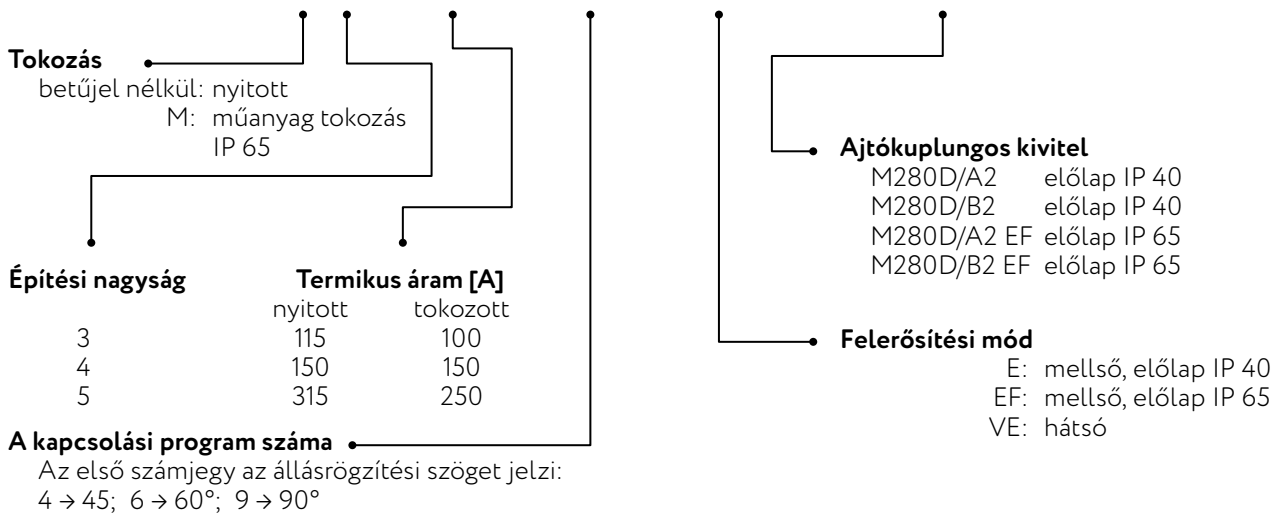 Tokozás
betűjel nélkül: nyitott
M: műanyag tokozás
IP 65
Ajtókuplungos kivitel
M280D/A2 előlap IP 40
M280D/B2 előlap IP 40
M280D/A2 EF előlap IP 65
M280D/B2 EF előlap IP 65
Építési nagyság Termikus áram [A]
nyitott tokozott
3 115 100
4 150 150
5 315 250
Felerősítési mód
E: mellső, előlap IP 40
EF: mellső, előlap IP 65
VE: hátsó
A kapcsolási program száma
Az első számjegy az állásrögzítési szöget jelzi:
4 → 45; 6 → 60°; 9 → 90°